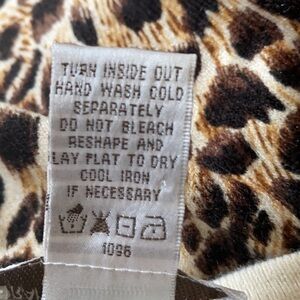 TURN INSIDE OUT
HAND WASH COLD
SEPARATELY
DO NOT BLEACH
RESHAPE AND
LAY FLAT TO DRY
COOL IRON
IF NECESSARY
1096